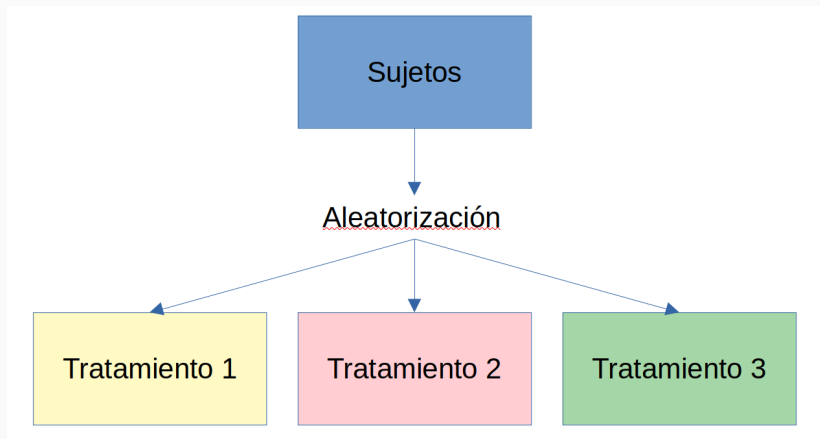 Sujetos
Aleatorización
Tratamiento 1
Tratamiento 2
Tratamiento 3